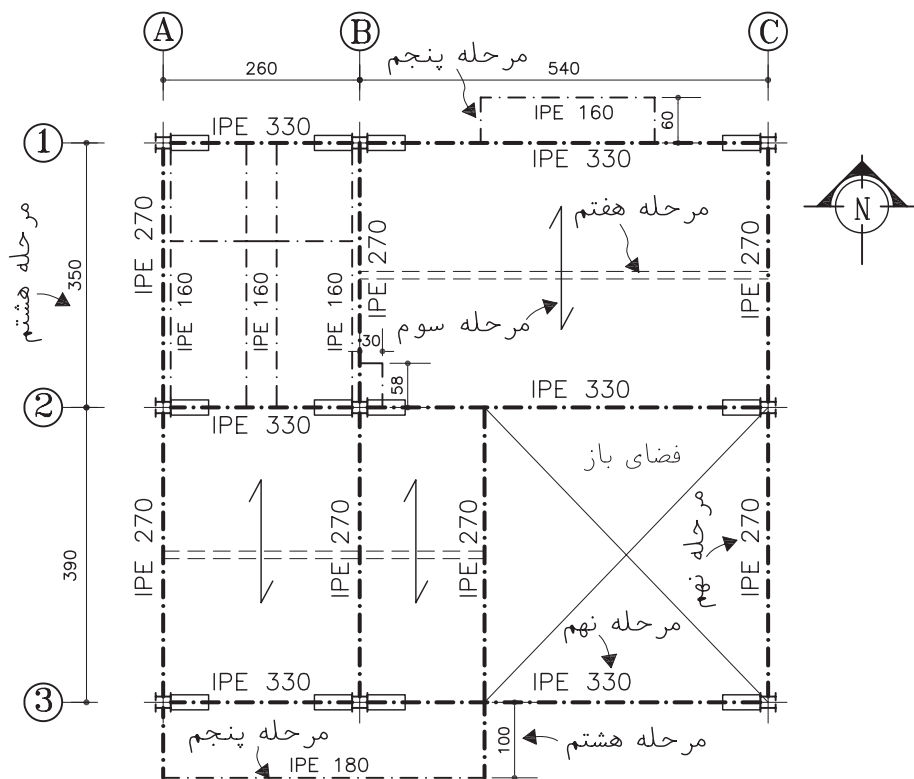 A
B
C
260
540
مرحله پنجم
IPE 160
60
1
IPE 330
IPE 330
N
مرحله هشتم
350
IPE 270
IPE 160
IPE 160
IPE 160
IPE 270
مرحله هفتم
مرحله سوم
IPE 270
30
58
2
IPE 330
IPE 330
فضای باز
390
IPE 270
IPE 270
IPE 270
مرحله نهم
IPE 270
مرحله نهم
3
IPE 330
IPE 330
مرحله پنجم
IPE 180
100
مرحله هشتم